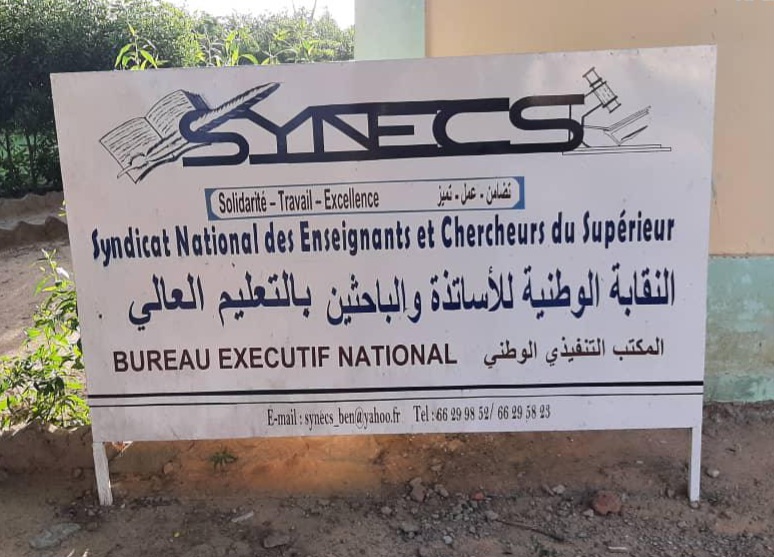 SYNECS
Solidarité – Travail – Excellence تضامن - عمل - تميز
Syndicat National des Enseignants et Chercheurs du Supérieur
النقابة الوطنية للأساتذة والباحثين بالتعليم العالي
BUREAU EXECUTIF NATIONAL المكتب التنفيذي الوطني
E-mail : synecs_ben@yahoo.fr Tel : 66 29 98 52/ 66 29 58 23